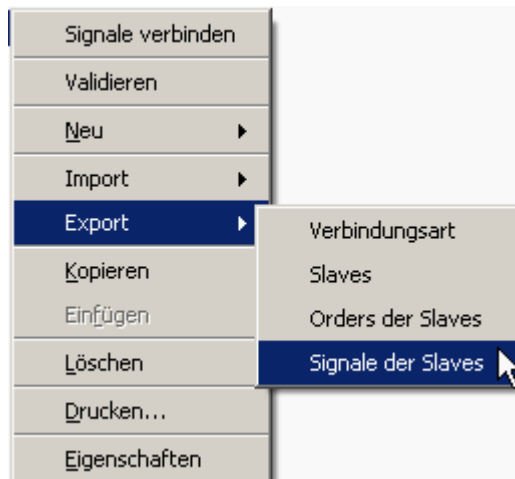 Signale verbinden
Validieren
Neu
Import
Export
Kopieren
Einfügen
Löschen
Drucken...
Eigenschaften
Verbindungsart
Slaves
Orders der Slaves
Signale der Slaves